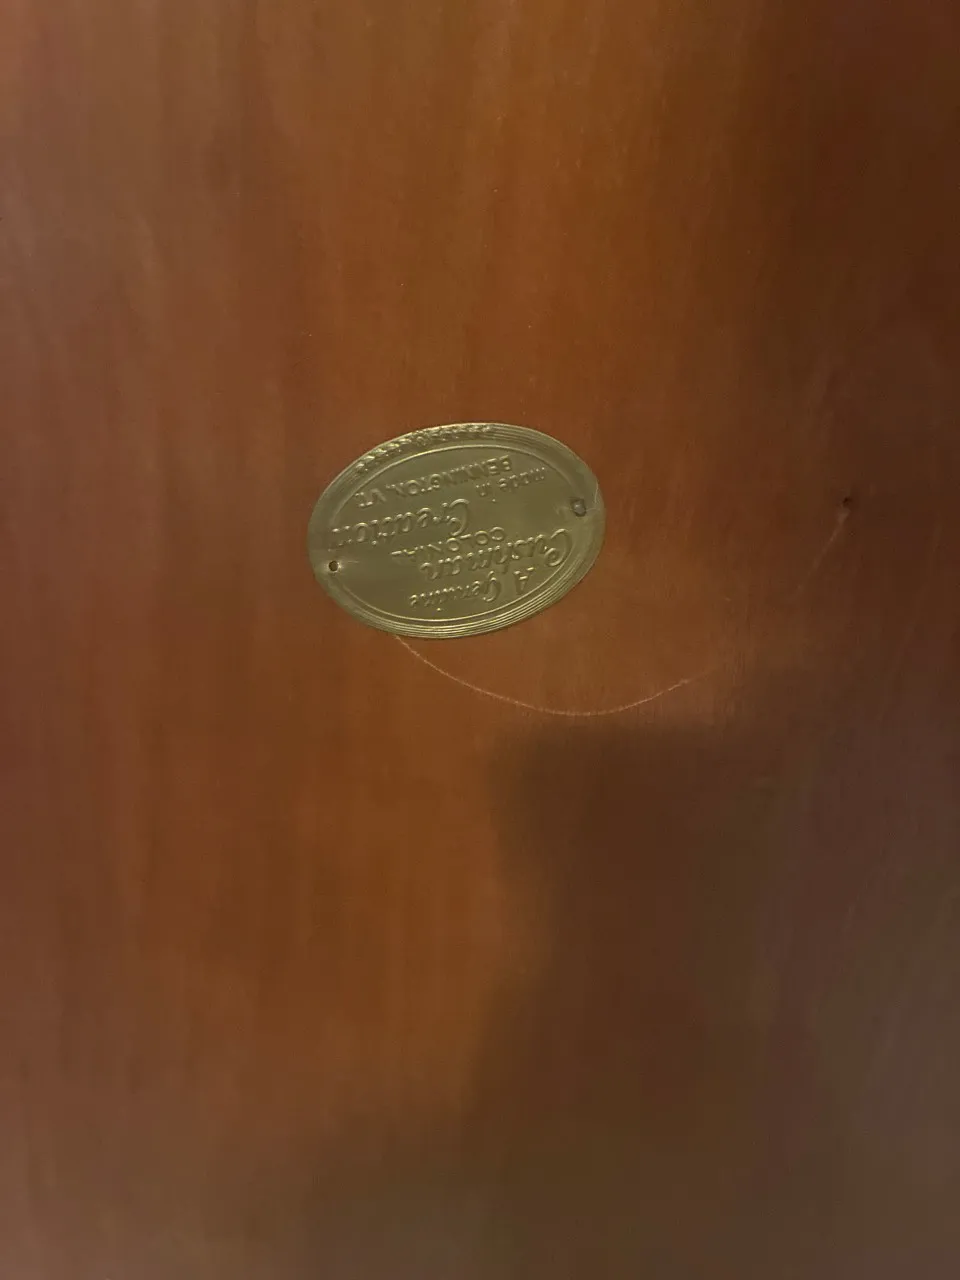 A Genuine
Cushman
COLONIAL
Creation
made in
BENNINGTON, VT.